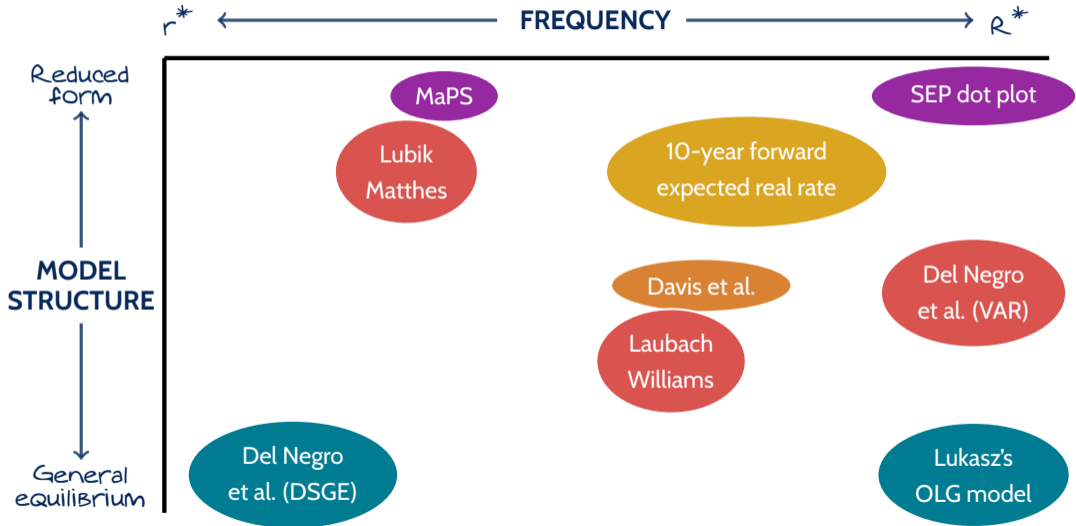 r*
FREQUENCY
R*
Reduced
form
MaPS
SEP dot plot
Lubik
Matthes
10-year forward
expected real rate
MODEL
STRUCTURE
Davis et al.
Del Negro
et al. (VAR)
Laubach
Williams
General
equilibrium
Del Negro
et al. (DSGE)
Lukasz's
OLG model